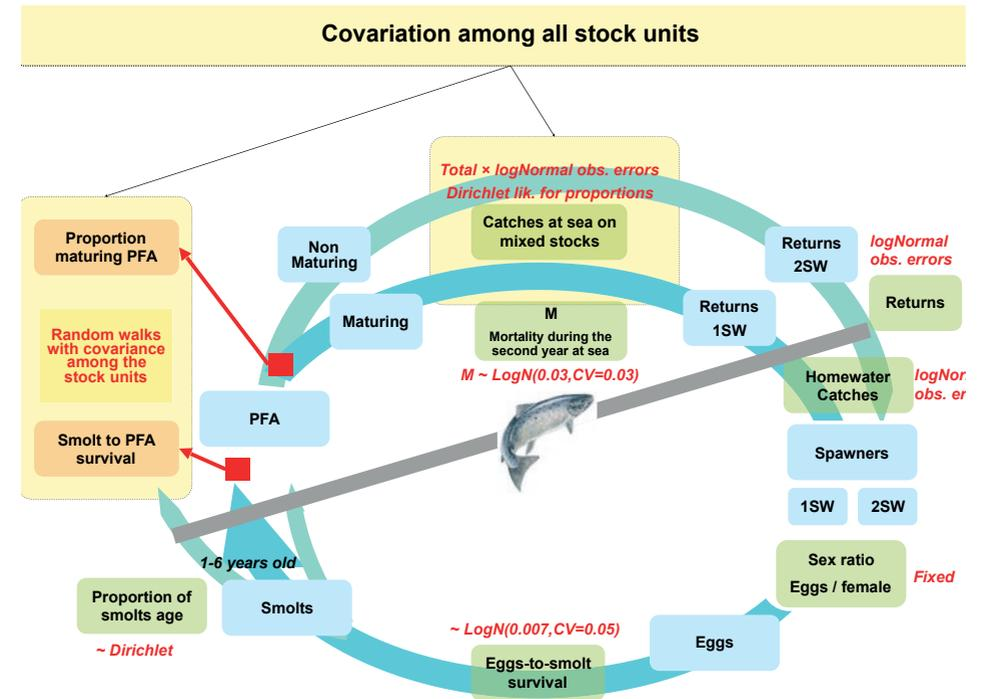 Covariation among all stock units
Total × logNormal obs. errors
Dirichlet lik. for proportions
Catches at sea on
mixed stocks
Proportion
maturing PFA
Random walks
with covariance
among the
stock units
Smolt to PFA
survival
Non
Maturing
Maturing
M
Mortality during the
second year at sea
M ~ LogN(0.03,CV=0.03)
Returns
2SW
logNormal
obs. errors
Returns
Returns
1SW
Homewater
Catches
logNor
obs. er
PFA
Spawners
1SW
2SW
Sex ratio
Eggs / female
Fixed
1-6 years old
Proportion of
smolts age
~ Dirichlet
Smolts
~ LogN(0.007,CV=0.05)
Eggs-to-smolt
survival
Eggs